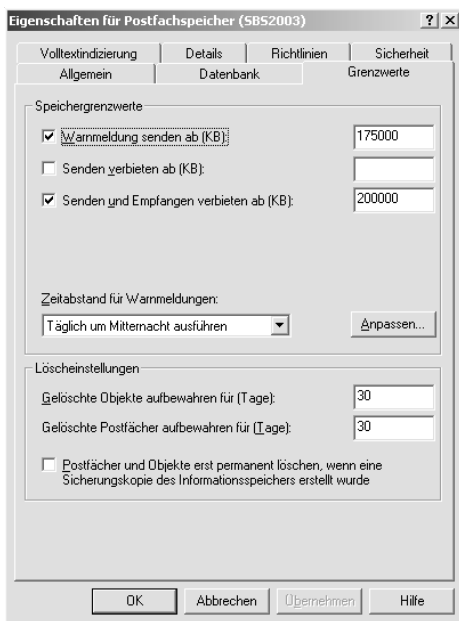 Eigenschaften für Postfachspeicher (SBS2003)
Volltextindizierung Details Richtlinien Sicherheit
Allgemein Datenbank Grenzwerte
Speichergrenzwerte
Warnmeldung senden ab (KB): 175000
Senden verbieten ab (KB):
Senden und Empfangen verbieten ab (KB): 200000
Zeitabstand für Warnmeldungen:
Täglich um Mitternacht ausführen Anpassen...
Löscheinstellungen
Gelöschte Objekte aufbewahren für (Tage): 30
Gelöschte Postfächer aufbewahren für (Tage): 30
Postfächer und Objekte erst permanent löschen, wenn eine
Sicherungskopie des Informationsspeichers erstellt wurde
OK Abbrechen Übernehmen Hilfe